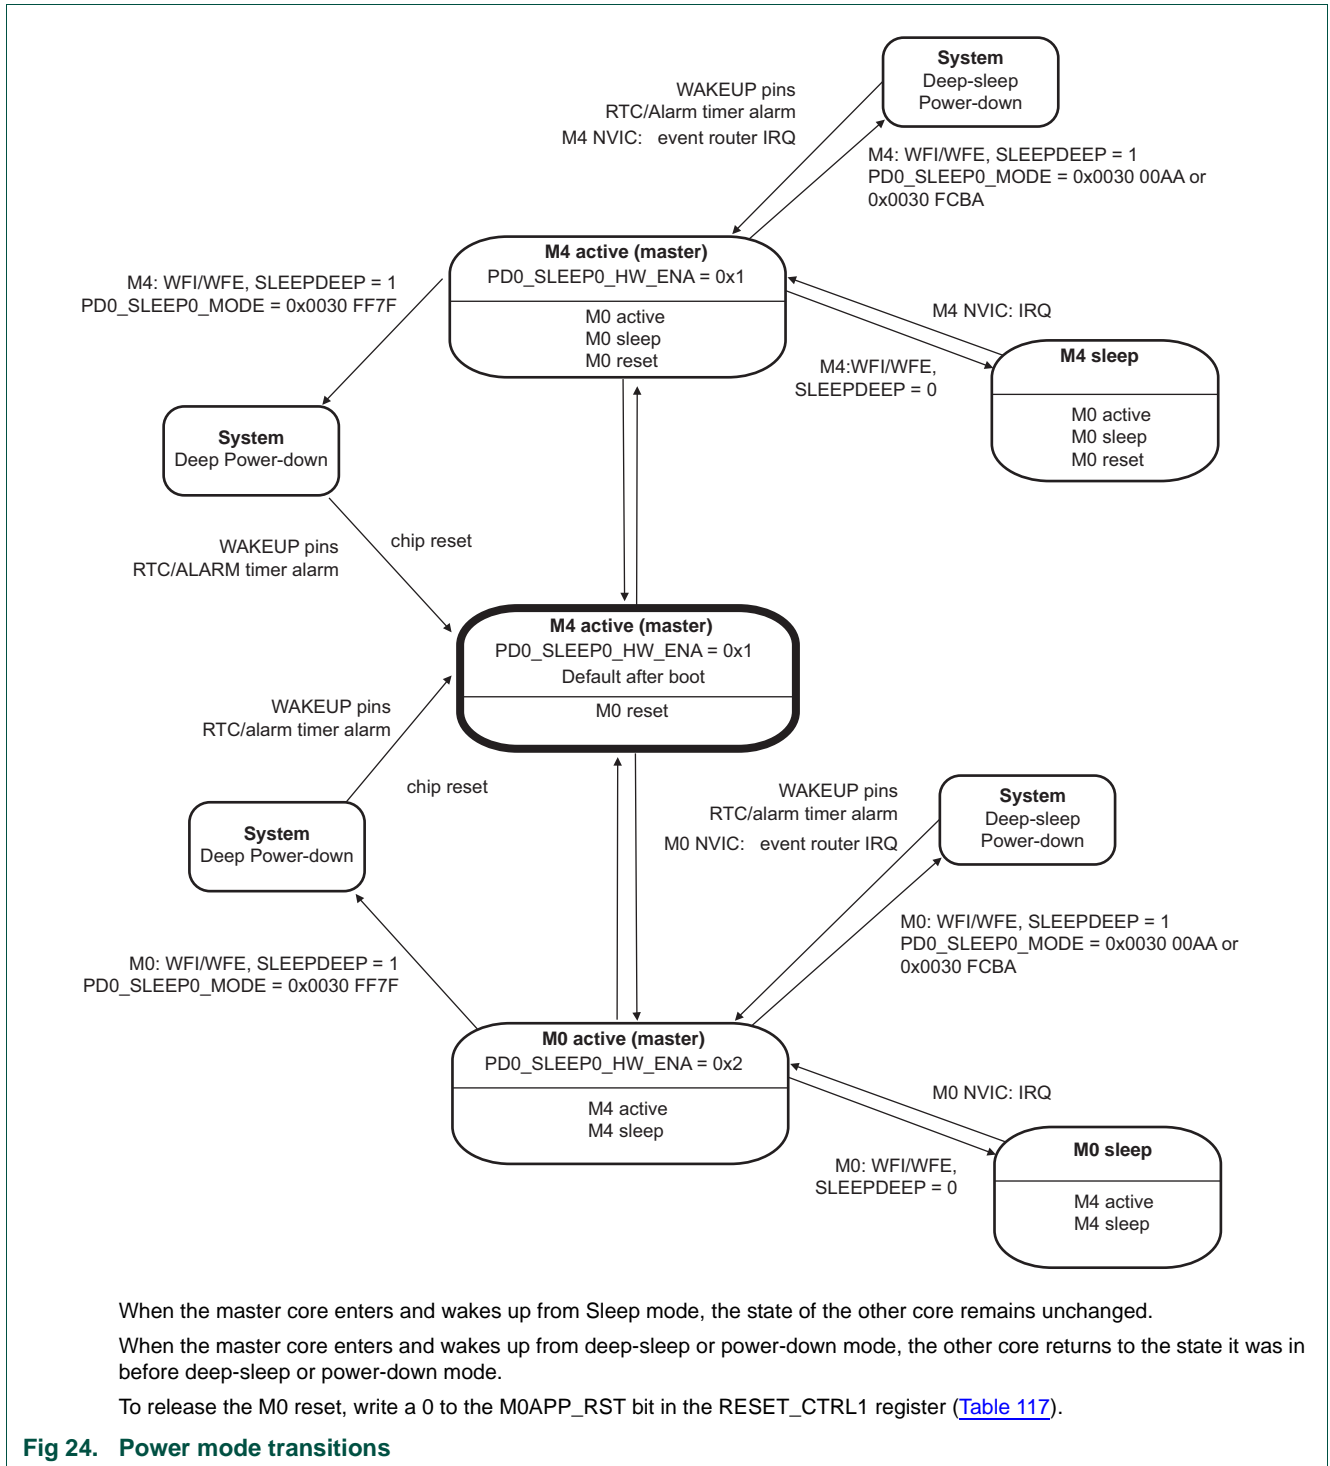 System
Deep-sleep
Power-down
WAKEUP pins
RTC/Alarm timer alarm
M4 NVIC: event router IRQ
M4: WFI/WFE, SLEEPDEEP = 1
PD0_SLEEP0_MODE = 0x0030 00AA or
0x0030 FCBA
M4 active (master)
PD0_SLEEP0_HW_ENA = 0x1
M0 active
M0 sleep
M0 reset
M4: WFI/WFE, SLEEPDEEP = 1
PD0_SLEEP0_MODE = 0x0030 FF7F
M4 NVIC: IRQ
M4:WFI/WFE,
SLEEPDEEP = 0
M4 sleep
M0 active
M0 sleep
M0 reset
System
Deep Power-down
WAKEUP pins
RTC/ALARM timer alarm
chip reset
M4 active (master)
PD0_SLEEP0_HW_ENA = 0x1
Default after boot
M0 reset
WAKEUP pins
RTC/alarm timer alarm
chip reset
System
Deep Power-down
WAKEUP pins
RTC/alarm timer alarm
M0 NVIC: event router IRQ
System
Deep-sleep
Power-down
M0: WFI/WFE, SLEEPDEEP = 1
PD0_SLEEP0_MODE = 0x0030 00AA or
0x0030 FCBA
M0: WFI/WFE, SLEEPDEEP = 1
PD0_SLEEP0_MODE = 0x0030 FF7F
M0 active (master)
PD0_SLEEP0_HW_ENA = 0x2
M4 active
M4 sleep
M0 NVIC: IRQ
M0: WFI/WFE,
SLEEPDEEP = 0
M0 sleep
M4 active
M4 sleep
When the master core enters and wakes up from Sleep mode, the state of the other core remains unchanged.
When the master core enters and wakes up from deep-sleep or power-down mode, the other core returns to the state it was in
before deep-sleep or power-down mode.
To release the M0 reset, write a 0 to the M0APP_RST bit in the RESET_CTRL1 register (Table 117).
Fig 24. Power mode transitions